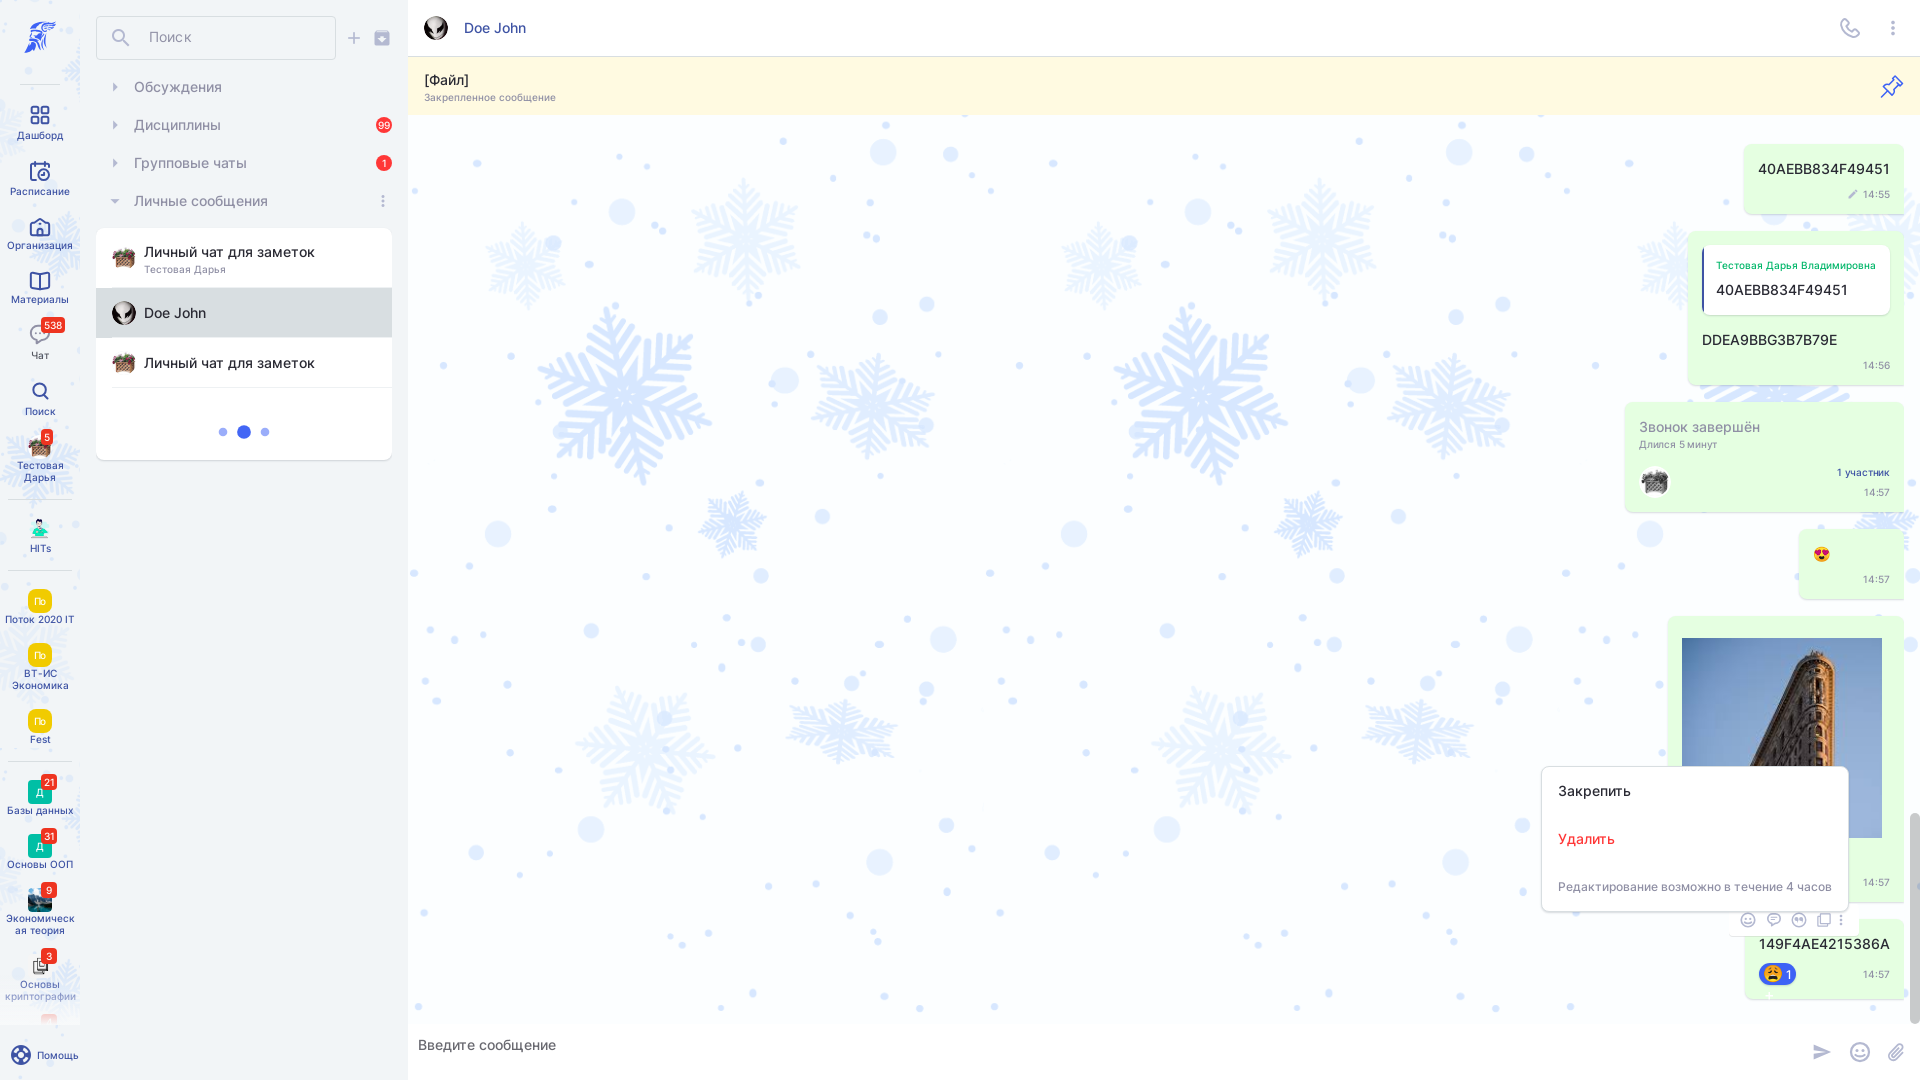 Дашборд
Расписание
Организация
Материалы
538
Чат
Поиск
5
Тестовая
Дарья
HITs
По
Поток 2020 IT
По
ВТ-ИС
Экономика
По
Fest
21
Д
Базы данных
31
Д
Основы ООП
9
Экономическ
ая теория
3
Основы
криптографии
Помощь
Поиск
Обсуждения
Дисциплины
99
Групповые чаты
1
Личные сообщения
Личный чат для заметок
Тестовая Дарья
Doe John
Личный чат для заметок
Doe John
[Файл]
Закрепленное сообщение
40AEBB834F49451
14:55
Тестовая Дарья Владимировна
40AEBB834F49451
DDEA9BBG3B7B79E
14:56
Звонок завершён
Длился 5 минут
1 участник
14:57
14:57
Закрепить
Удалить
Редактирование возможно в течение 4 часов
14:57
149F4AE4215386A
1
14:57
Введите сообщение